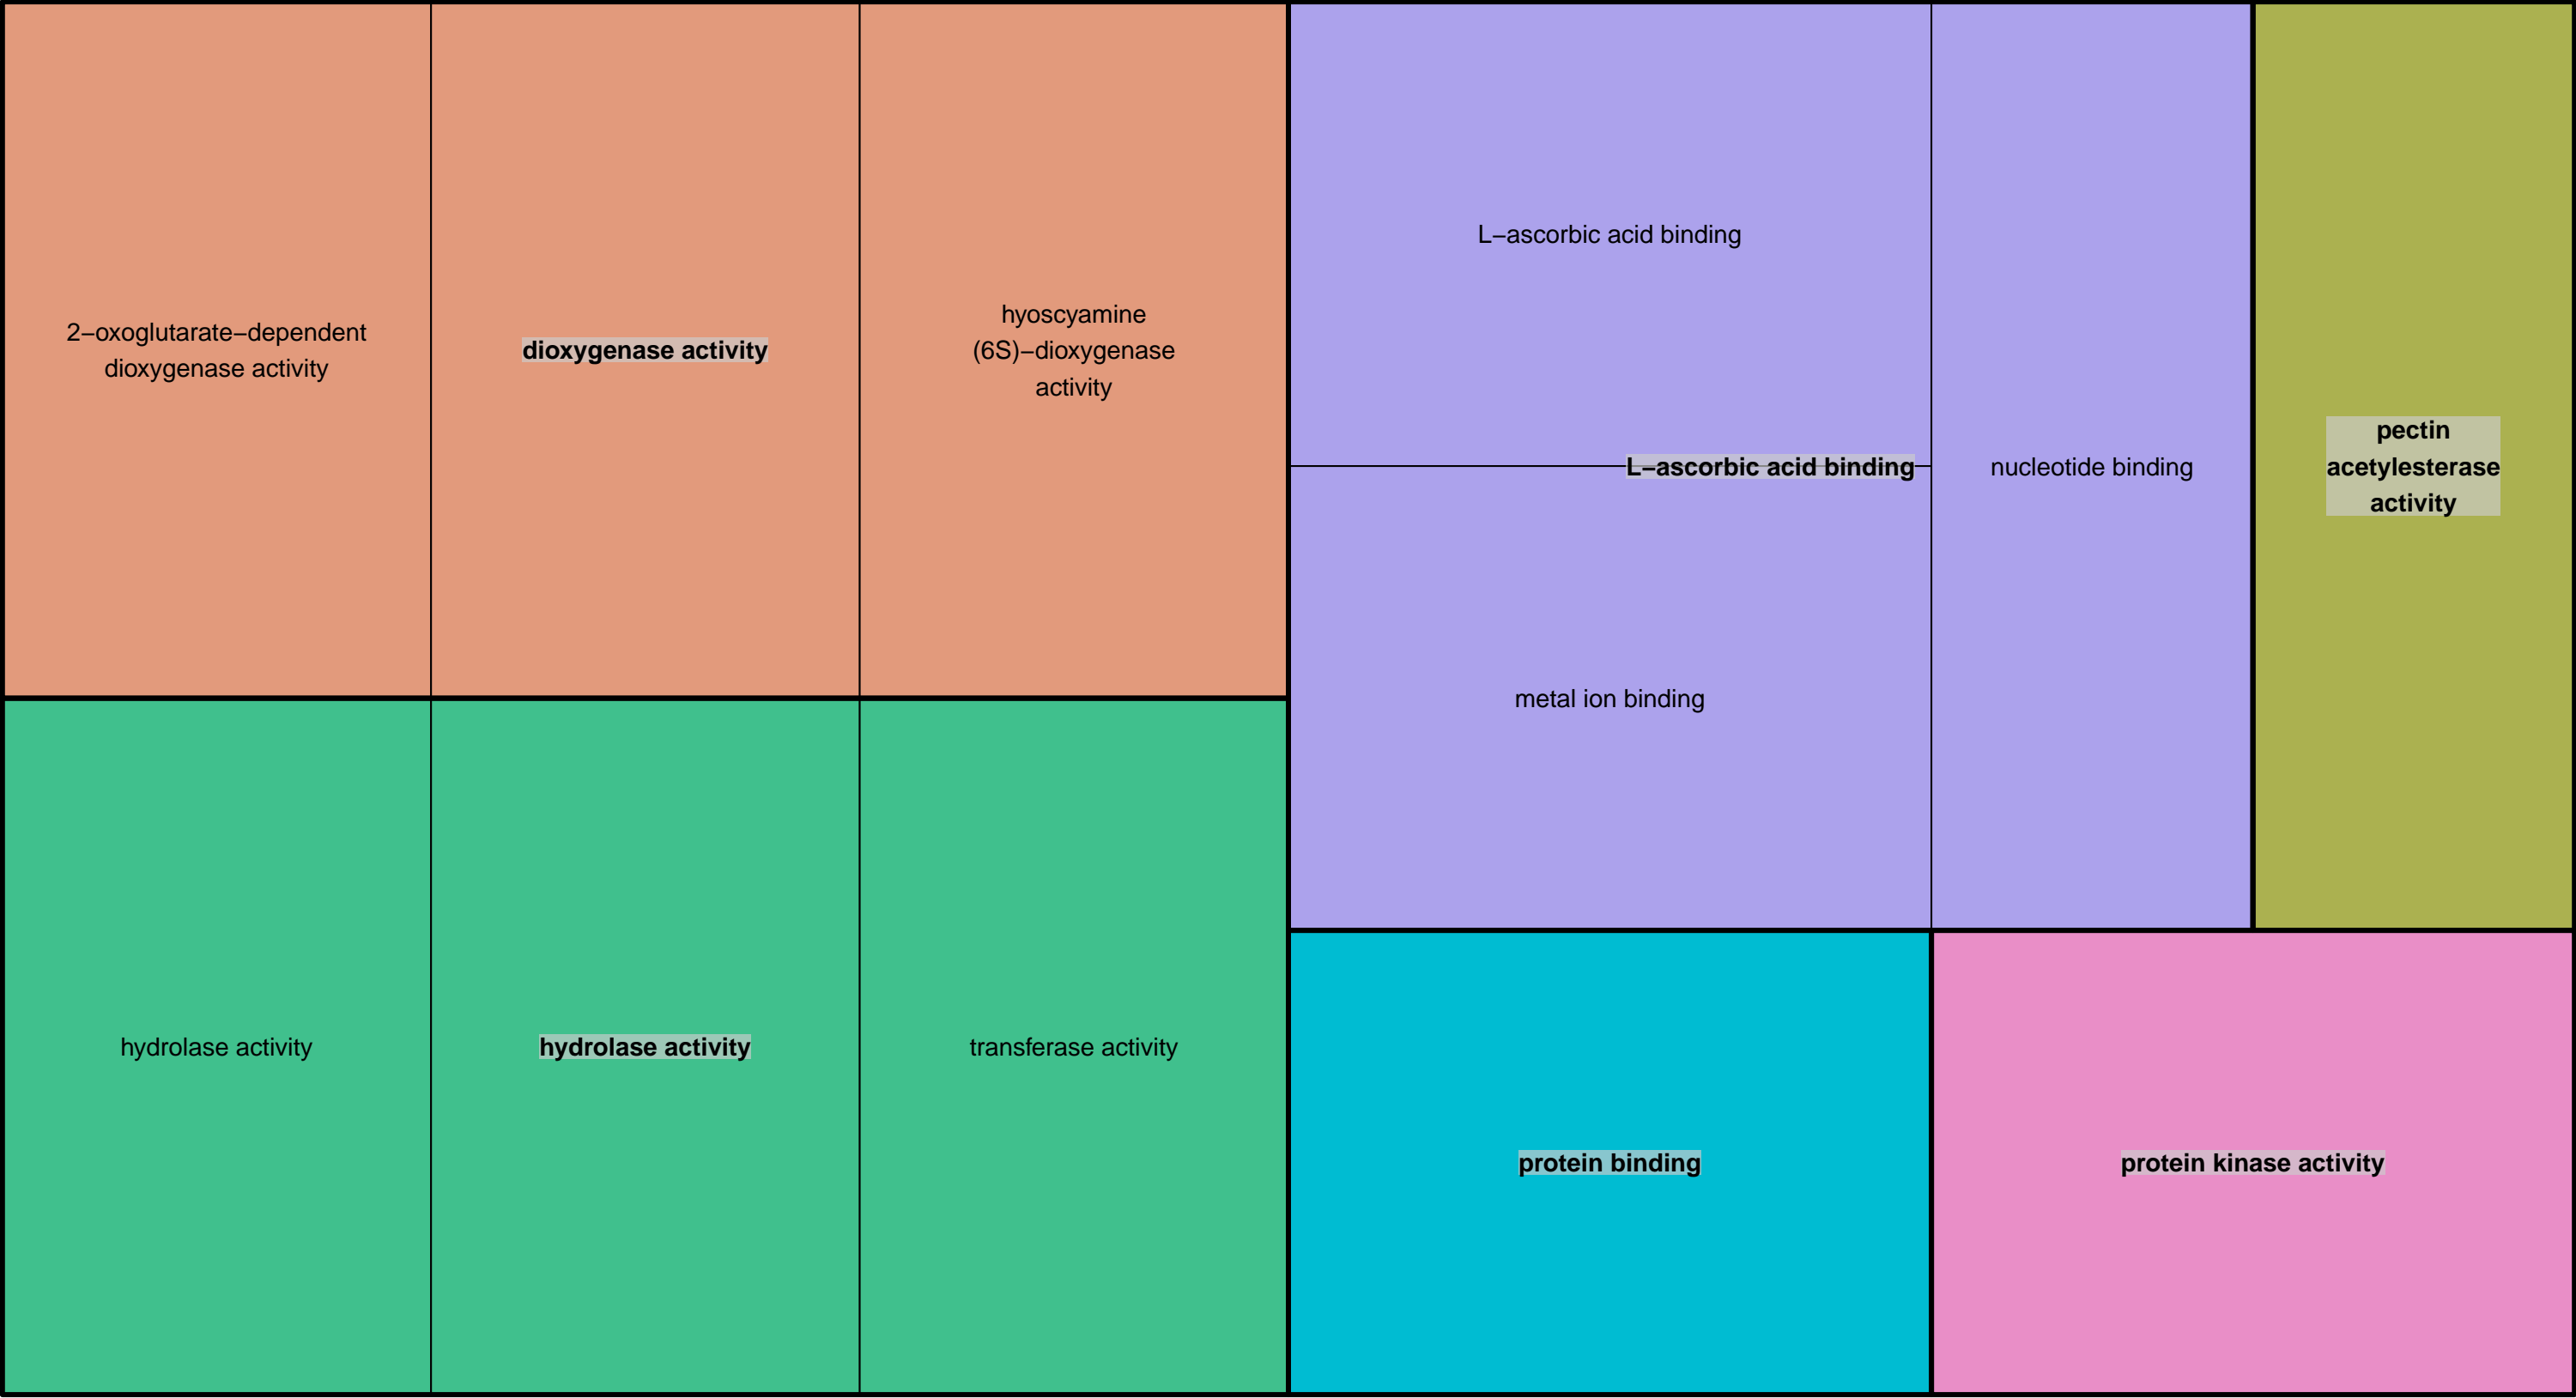 2−oxoglutarate−dependent
dioxygenase activity
dioxygenase activity
hyoscyamine
(6S)−dioxygenase
activity
hydrolase activity
hydrolase activity
transferase activity
L−ascorbic acid binding
L−ascorbic acid binding
metal ion binding
nucleotide binding
pectin
acetylesterase
activity
protein binding
protein kinase activity